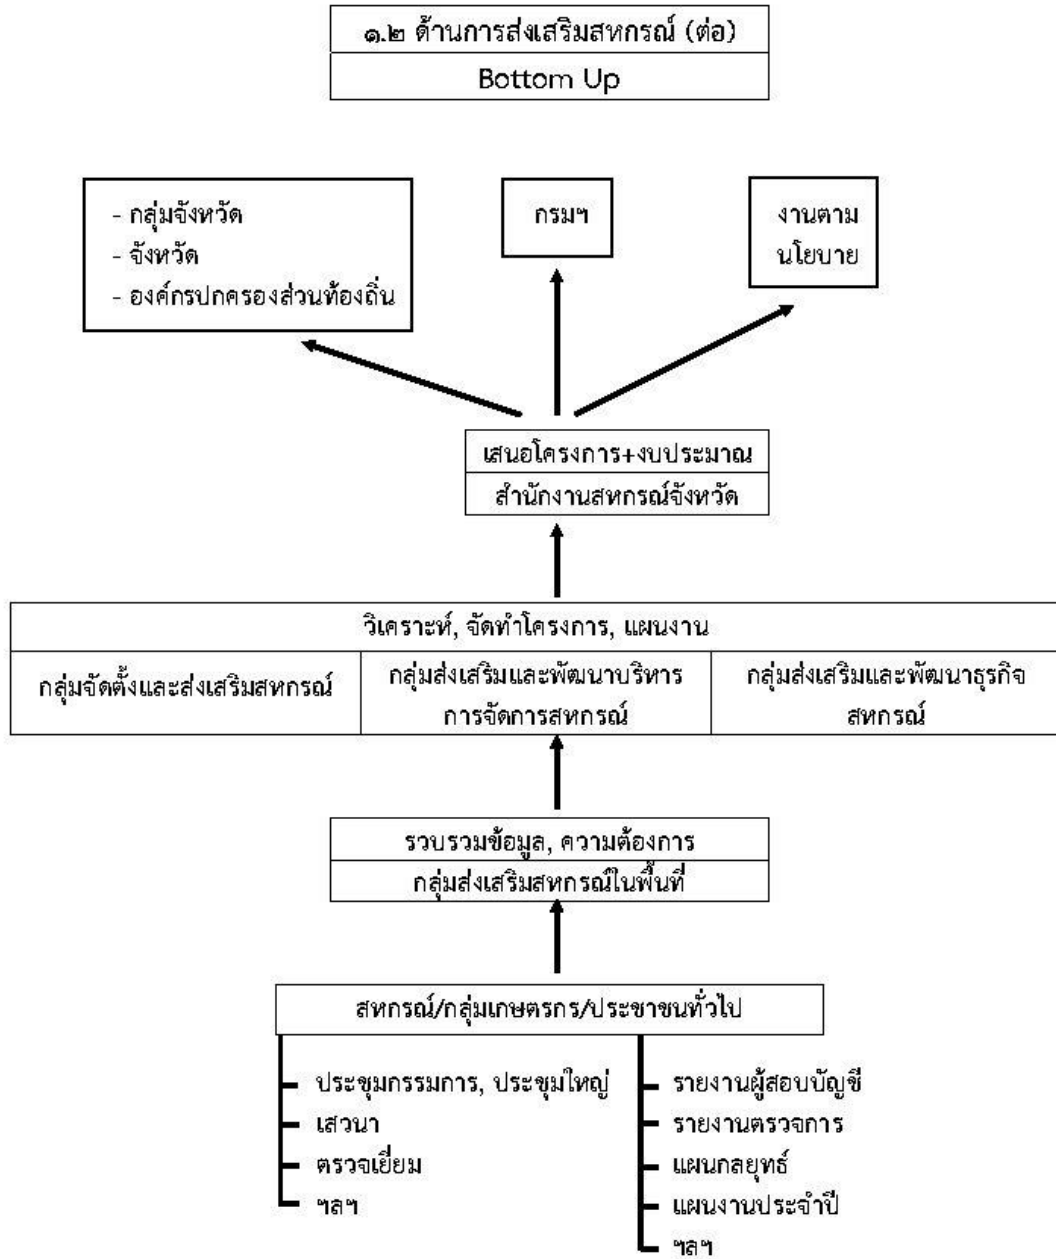 ๑.๒ ด้านการส่งเสริมสหกรณ์ (ต่อ)
Bottom Up
- กลุ่มจังหวัด
- จังหวัด
- องค์กรปกครองส่วนท้องถิ่น
กรมฯ
งานตาม
นโยบาย
เสนอโครงการ+งบประมาณ
สำนักงานสหกรณ์จังหวัด
วิเคราะห์, จัดทำโครงการ, แผนงาน
กลุ่มจัดตั้งและส่งเสริมสหกรณ์
กลุ่มส่งเสริมและพัฒนาบริหาร
การจัดการสหกรณ์
กลุ่มส่งเสริมและพัฒนาธุรกิจ
สหกรณ์
รวบรวมข้อมูล, ความต้องการ
กลุ่มส่งเสริมสหกรณ์ในพื้นที่
สหกรณ์/กลุ่มเกษตรกร/ประชาชนทั่วไป
ประชุมกรรมการ, ประชุมใหญ่
เสวนา
ตรวจเยี่ยม
ฯลฯ
รายงานผู้สอบบัญชี
รายงานตรวจการ
แผนกลยุทธ์
แผนงานประจำปี
ฯลฯ